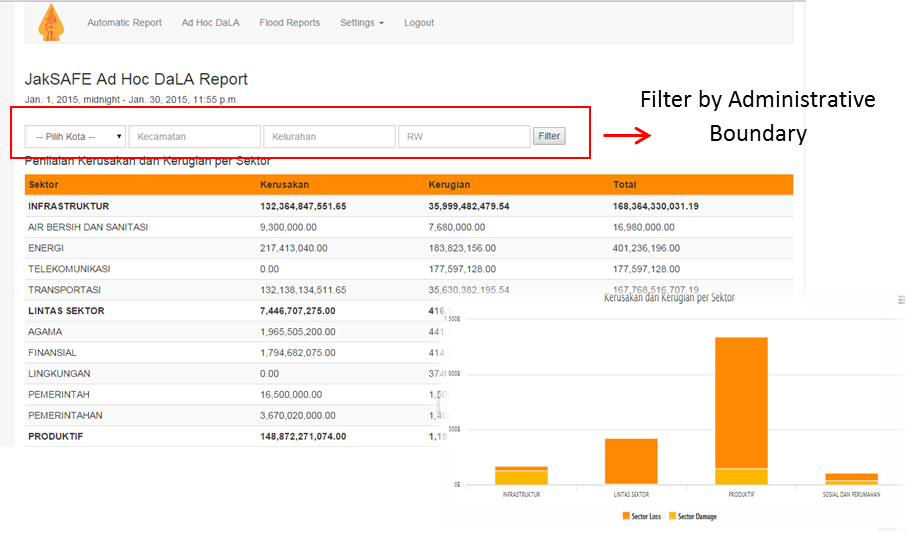 Automatic Report Ad Hoc DaLA Flood Reports Settings Logout
JakSAFE Ad Hoc DaLA Report
Jan. 1, 2015, midnight - Jan. 30, 2015, 11:55 p.m.
-- Pilih Kota -- Kecamatan Kelurahan RW Filter
Filter by Administrative
Boundary
Penilaian Kerusakan dan Kerugian per Sektor
Sektor Kerusakan Kerugian Total
INFRASTRUKTUR 132,364,847,551.65 35,999,482,479.54 168,364,330,031.19
AIR BERSIH DAN SANITASI 9,300,000.00 7,680,000.00 16,980,000.00
ENERGI 217,413,040.00 183,823,156.00 401,236,196.00
TELEKOMUNIKASI 0.00 177,597,128.00 177,597,128.00
TRANSPORTASI 132,138,134,511.65 35,630,382,195.54 167,768,516,707.19
LINTAS SEKTOR 7,446,707,275.00 416
AGAMA 1,965,505,200.00 441
FINANSIAL 1,794,682,075.00 414
LINGKUNGAN 0.00 374
PEMERINTAH 16,500,000.00 1,50
PEMERINTAHAN 3,670,020,000.00 1,40
PRODUKTIF 148,872,271,074.00 1,19
Kerusakan dan Kerugian per Sektor
1 500B
000B
500B
0B
INFRASTRUKTUR LINTAS SEKTOR PRODUKTIF SOSIAL DAN PERUMAHAN
Sector Loss Sector Damage